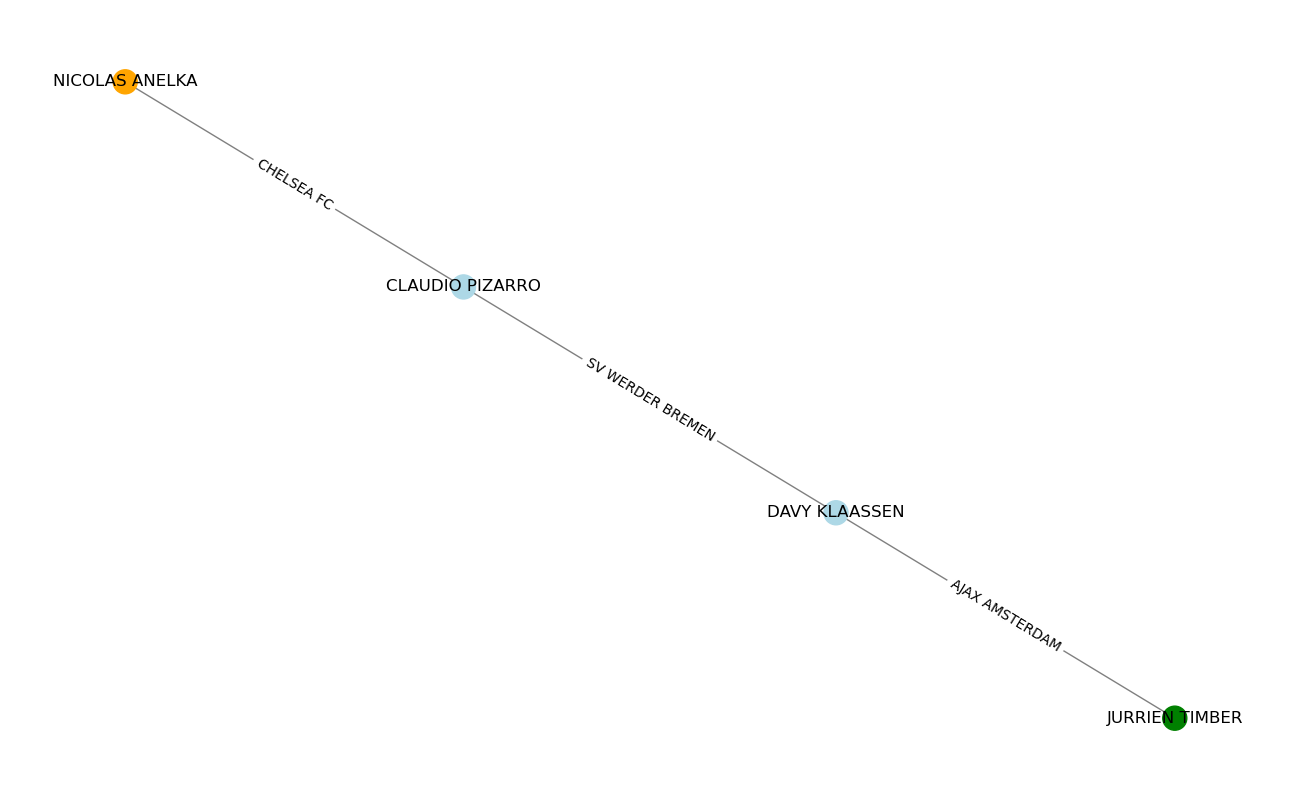 NICOLAS ANELKA
CHELSEA FC
CLAUDIO PIZARRO
SV WERDER BREMEN
DAVY KLAASSEN
AJAX AMSTERDAM
JURRIEN TIMBER